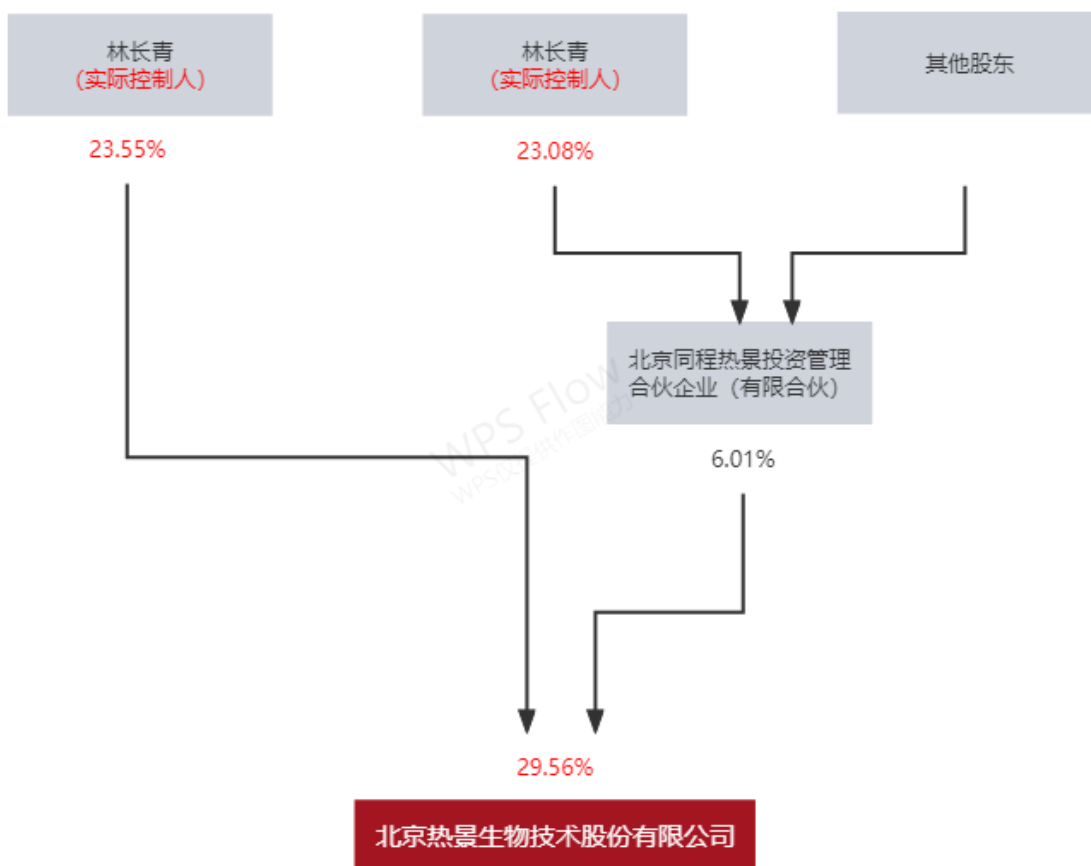 林长青
（实际控制人）
林长青
（实际控制人）
其他股东
23.55%
23.08%
北京同程热景投资管理
合伙企业（有限合伙）
6.01%
WPS Flow
29.56%
北京热景生物技术股份有限公司